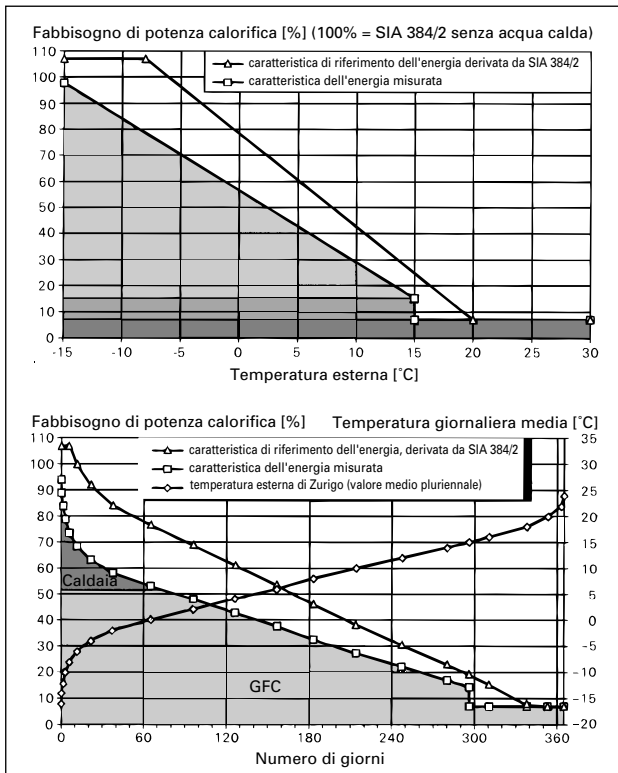 Fabbisogno di potenza calorifica [%] (100% = SIA 384/2 senza acqua calda)
110
100
90
80
70
60
50
40
30
20
10
0
caratteristica di riferimento dell'energia derivata da SIA 384/2
caratteristica dell'energia misurata
-15 -10 -5 0 5 10 15 20 25 30
Temperatura esterna [˚C]
Fabbisogno di potenza calorifica [%] Temperatura giornaliera media [˚C]
110
100
90
80
70
60
50
40
30
20
10
0
caratteristica di riferimento dell'energia, derivata da SIA 384/2
caratteristica dell'energia misurata
temperatura esterna di Zurigo (valore medio pluriennale)
Caldaia
GFC
35
30
25
20
15
10
5
0
-5
-10
-15
-20
0 60 120 180 240 300 360
Numero di giorni